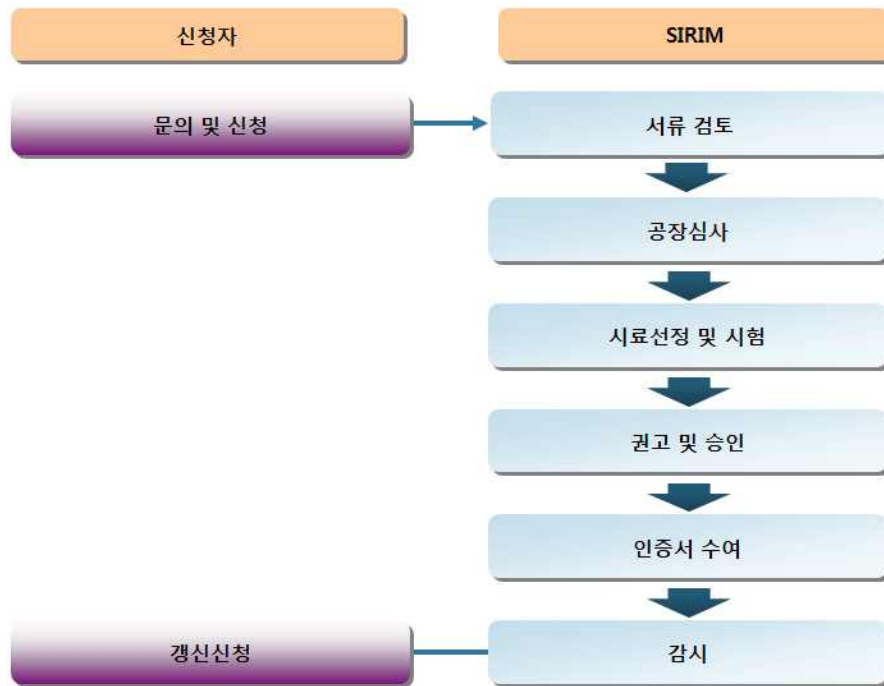 신청자
SIRIM
문의 및 신청
서류 검토
공장심사
시료선정 및 시험
권고 및 승인
인증서 수여
갱신신청
감시